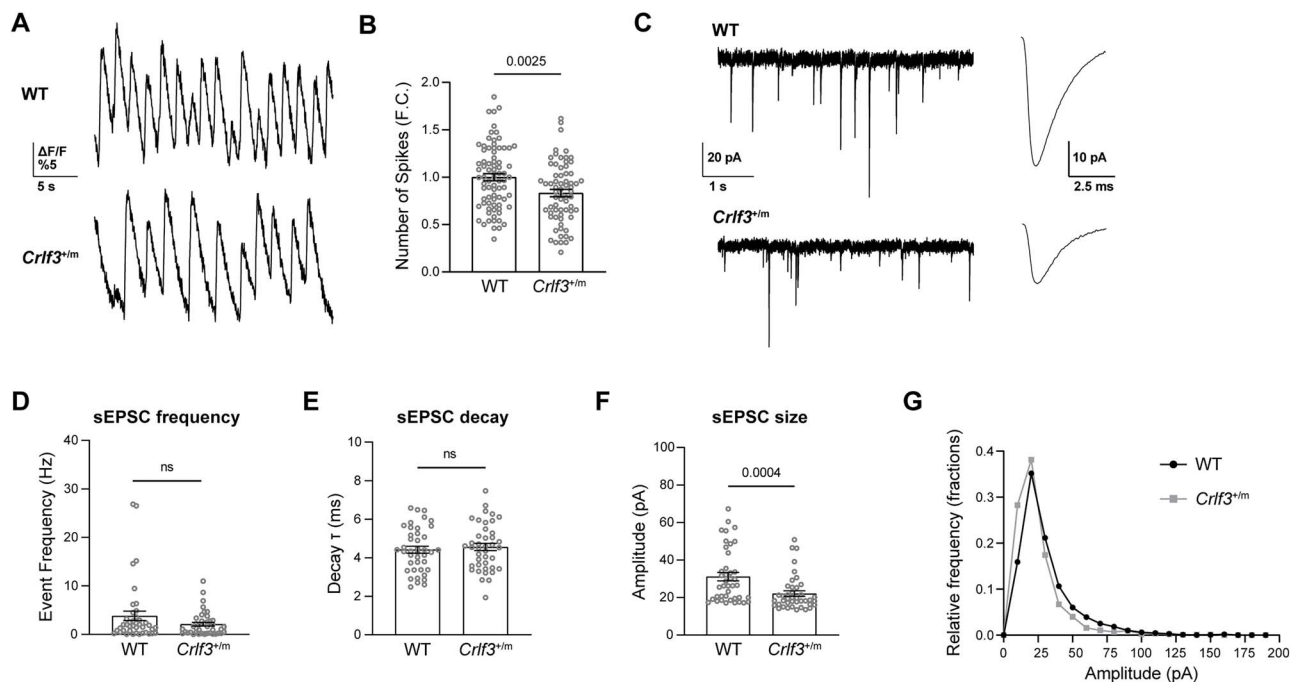 A
WT
ΔF/F
%5
5 s
Crlf3+/m
B
0.0025
Number of Spikes (F.C.)
2.0
1.5
1.0
0.5
0.0
WT
Crlf3+/m
C
WT
20 pA
1 s
10 pA
2.5 ms
Crlf3+/m
D
sEPSC frequency
ns
Event Frequency (Hz)
40
30
20
10
0
WT
Crlf3+/m
E
sEPSC decay
ns
Decay τ (ms)
10
8
6
4
2
0
WT
Crlf3+/m
F
sEPSC size
0.0004
Amplitude (pA)
100
80
60
40
20
0
WT
Crlf3+/m
G
Relative frequency (fractions)
0.4
0.3
0.2
0.1
0.0
0 25 50 75 100 125 150 175 200
Amplitude (pA)
WT
Crlf3+/m